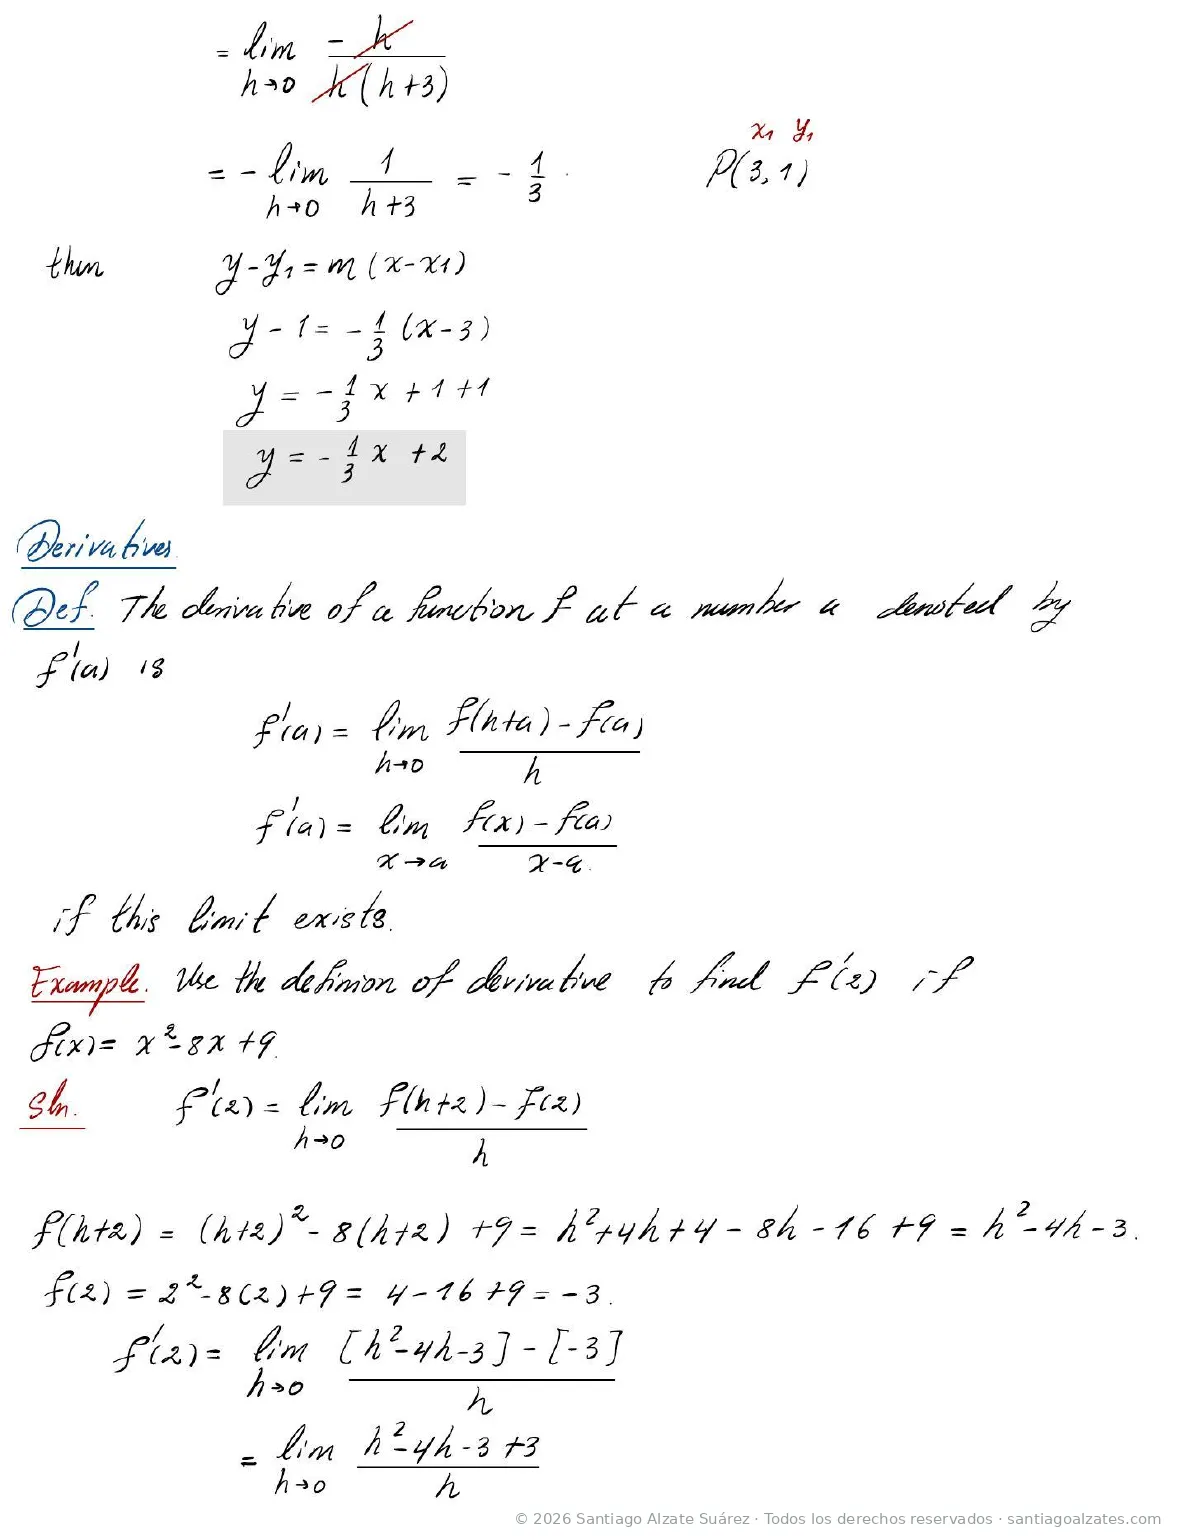 = lim h→0 -h / h(h+3)
x1 y1
= - lim h→0 1/(h+3) = - 1/3 . P(3,1)
then y-y1 = m(x-x1)
y-1 = -1/3 (x-3)
y = -1/3 x +1+1
y = -1/3 x +2
Derivatives
Def. The derivative of a function f at a number a denoted by
f'(a) is
f'(a) = lim h→0 f(h+a) - f(a) / h
f'(a) = lim x→a f(x) - f(a) / x-a.
if this limit exists.
Example. Use the definion of derivative to find f'(2) if
f(x) = x²-8x+9.
Sln. f'(2) = lim h→0 f(h+2) - f(2) / h
f(h+2) = (h+2)² - 8(h+2) +9 = h²+4h+4-8h-16+9 = h²-4h-3.
f(2) = 2²-8(2)+9 = 4-16+9 = -3.
f'(2) = lim h→0 [h²-4h-3] - [-3] / h
= lim h→0 h²-4h-3+3 / h
© 2026 Santiago Alzate Suárez · Todos los derechos reservados · santiagoalzates.com